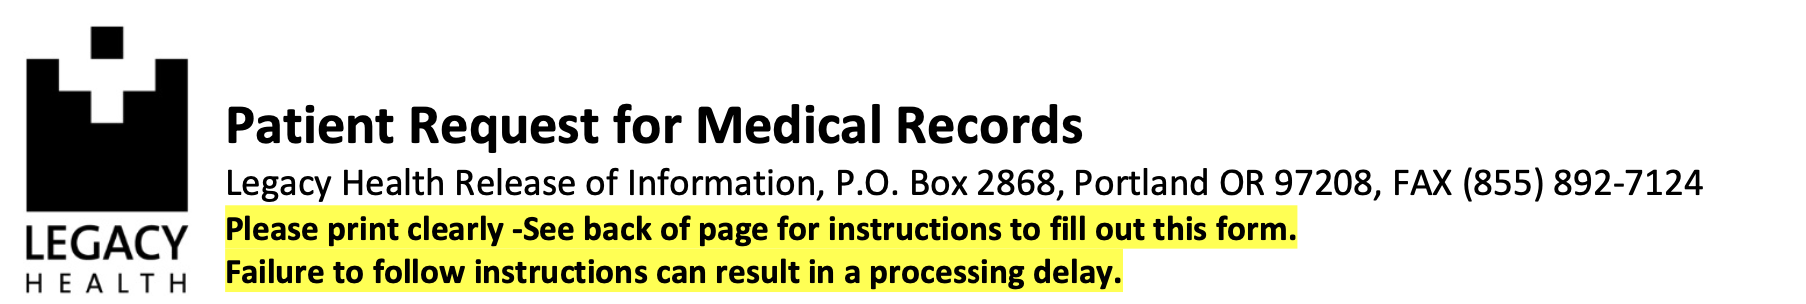 LEGACY
HEALTH
Patient Request for Medical Records
Legacy Health Release of Information, P.O. Box 2868, Portland OR 97208, FAX (855) 892-7124
Please print clearly -See back of page for instructions to fill out this form.
Failure to follow instructions can result in a processing delay.